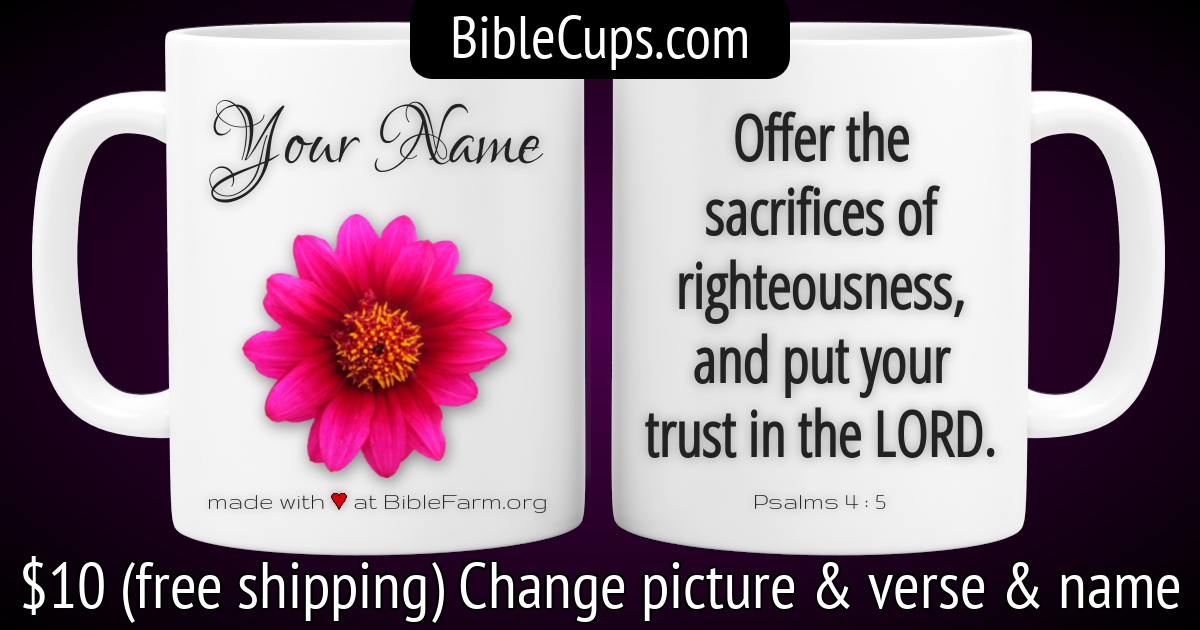 BibleCups.com
Your Name
made with ♥ at BibleFarm.org
Offer the
sacrifices of
righteousness,
and put your
trust in the LORD.
Psalms 4:5
$10 (free shipping) Change picture & verse & name